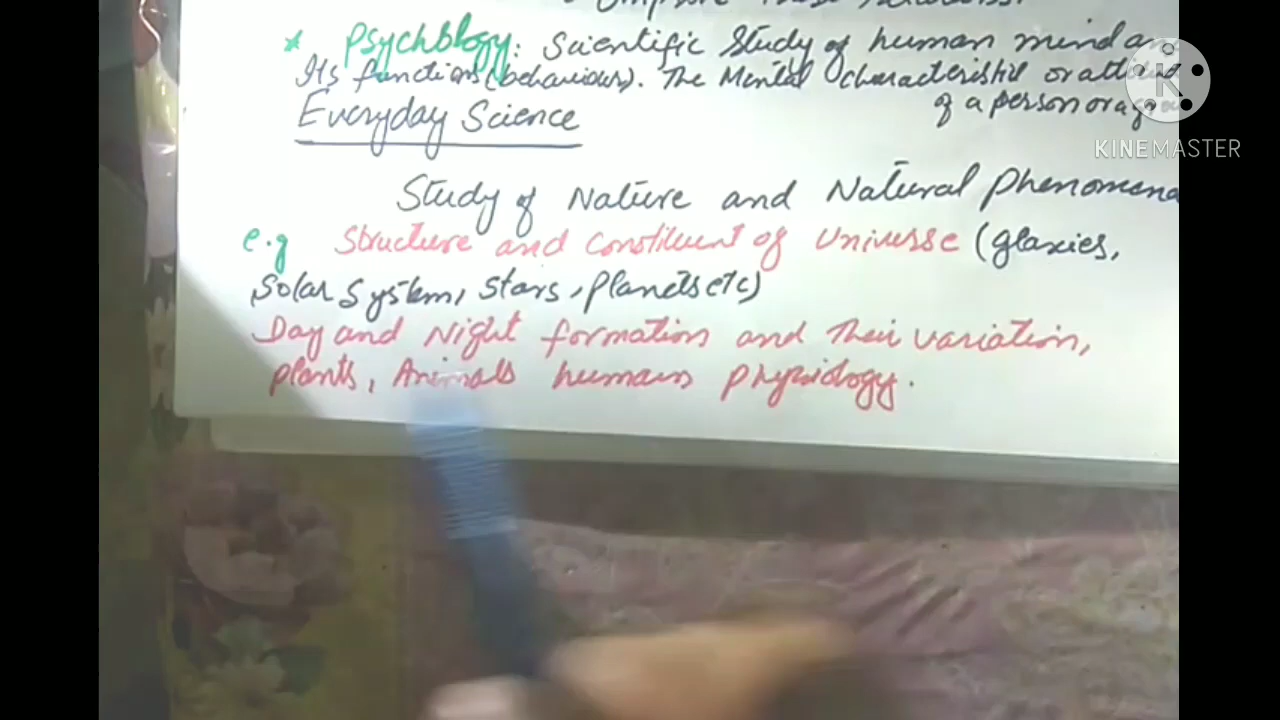 * Psychology: Scientific Study of human mind an
Its functions (behaviours). The Mental characteristic or
of a person or a
Everyday Science
Study of Nature and Natural Phenomena
e.g Structure and Constituent of Universe (glaxies,
Solar System, Stars, Planets etc)
Day and Night formation and Their variation,
plants, Animals humans physiology.
KINEMASTER